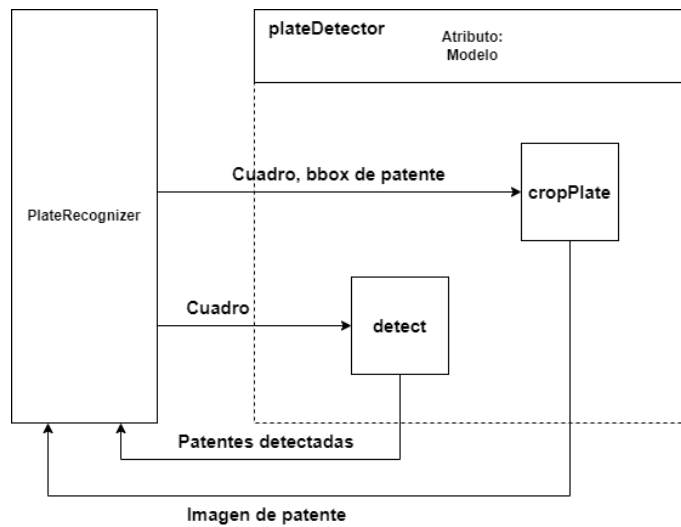 plateDetector
Atributo:
Modelo
Cuadro, bbox de patente
cropPlate
PlateRecognizer
Cuadro
detect
Patentes detectadas
Imagen de patente